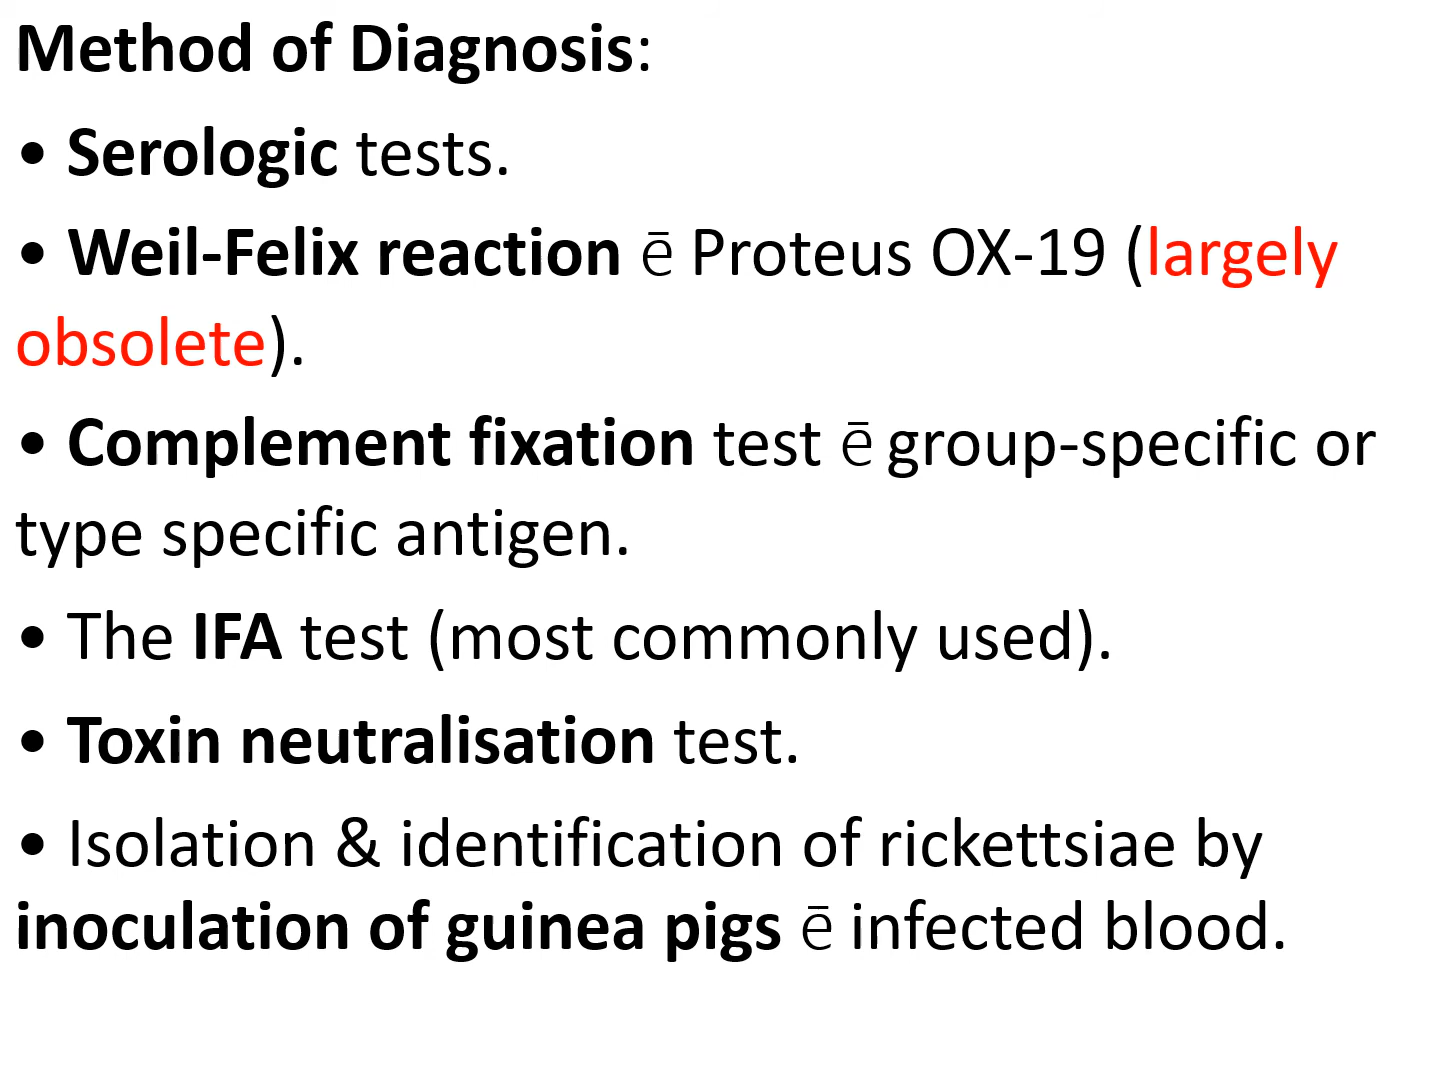 Method of Diagnosis:
• Serologic tests.
• Weil-Felix reaction ē Proteus OX-19 (largely
obsolete).
• Complement fixation test ē group-specific or
type specific antigen.
• The IFA test (most commonly used).
• Toxin neutralisation test.
• Isolation & identification of rickettsiae by
inoculation of guinea pigs ē infected blood.